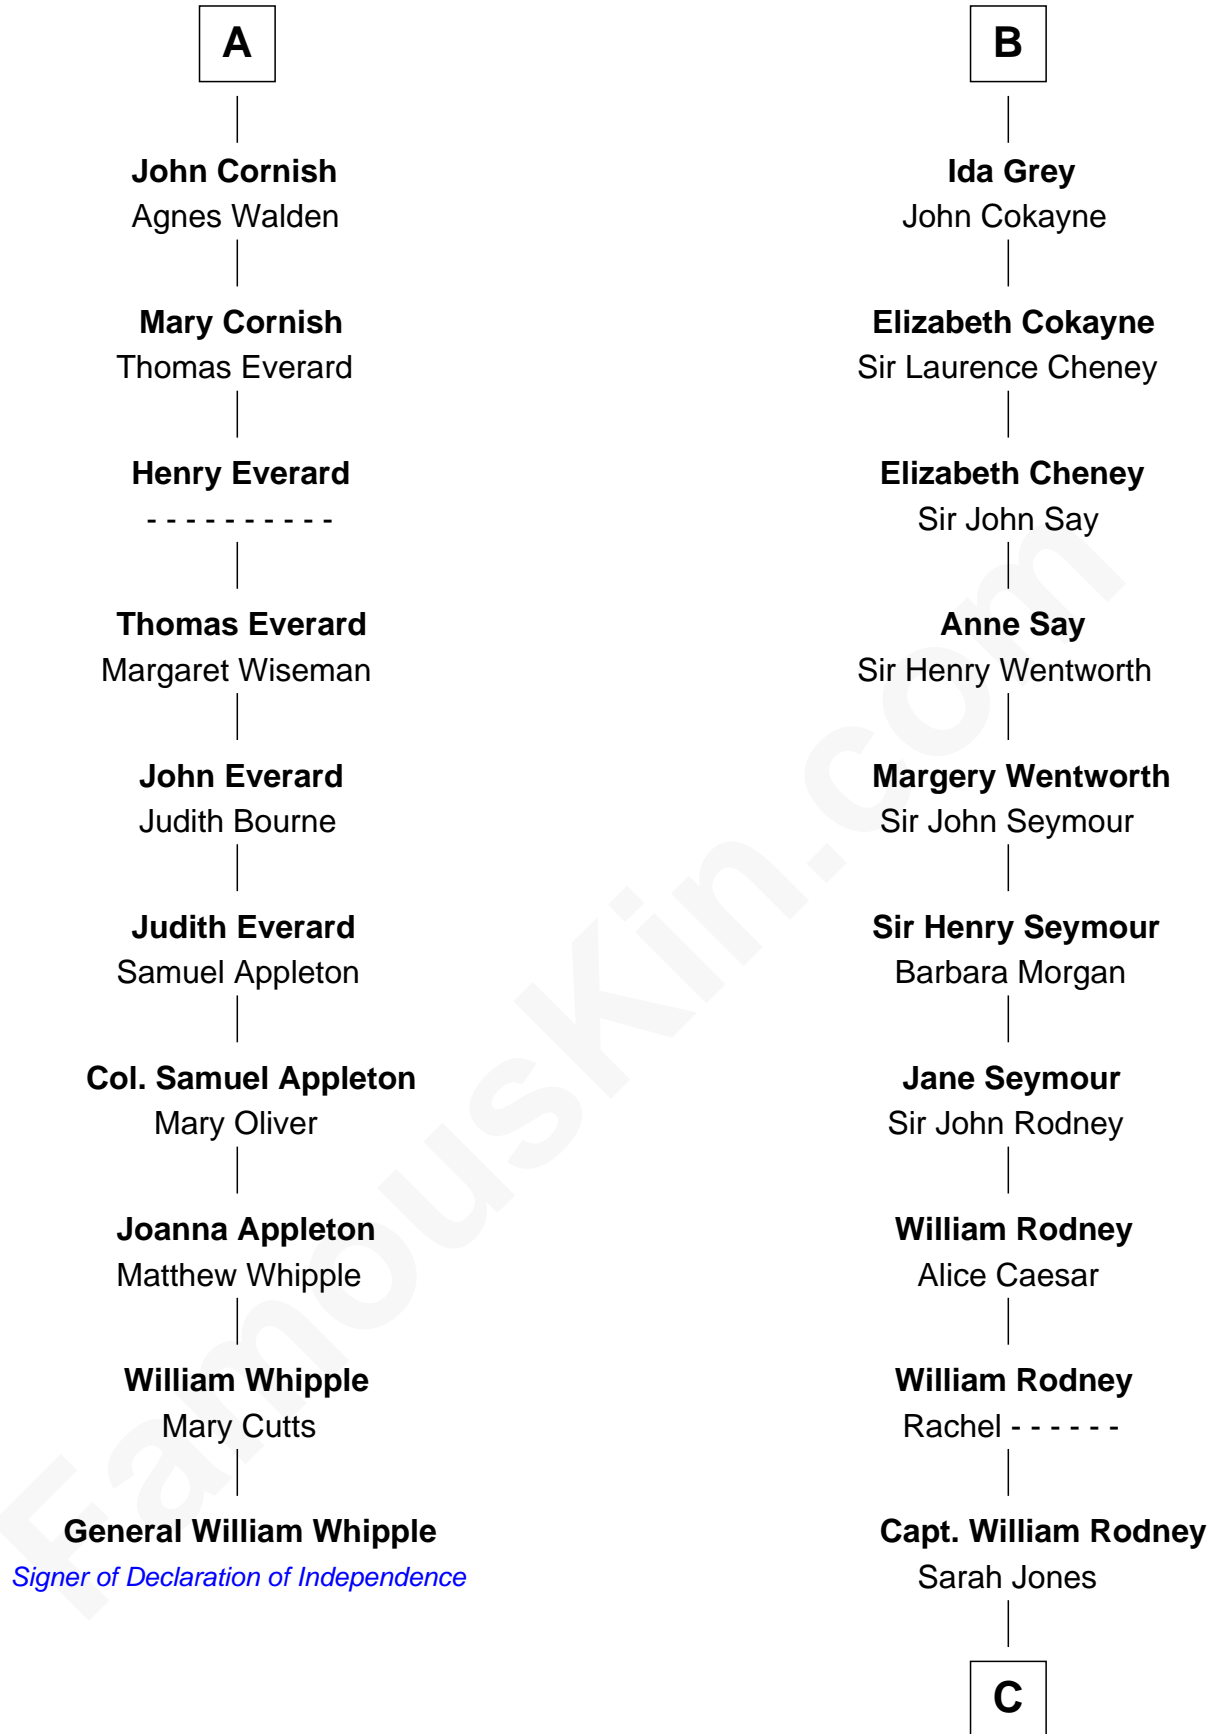 A
John Cornish
Agnes Walden
Mary Cornish
Thomas Everard
Henry Everard
- - - - - - - - - -
Thomas Everard
Margaret Wiseman
John Everard
Judith Bourne
Judith Everard
Samuel Appleton
Col. Samuel Appleton
Mary Oliver
Joanna Appleton
Matthew Whipple
William Whipple
Mary Cutts
General William Whipple
Signer of Declaration of Independence
B
Ida Grey
John Cokayne
Elizabeth Cokayne
Sir Laurence Cheney
Elizabeth Cheney
Sir John Say
Anne Say
Sir Henry Wentworth
Margery Wentworth
Sir John Seymour
Sir Henry Seymour
Barbara Morgan
Jane Seymour
Sir John Rodney
William Rodney
Alice Caesar
William Rodney
Rachel - - - - - -
Capt. William Rodney
Sarah Jones
C
FamousKin.com